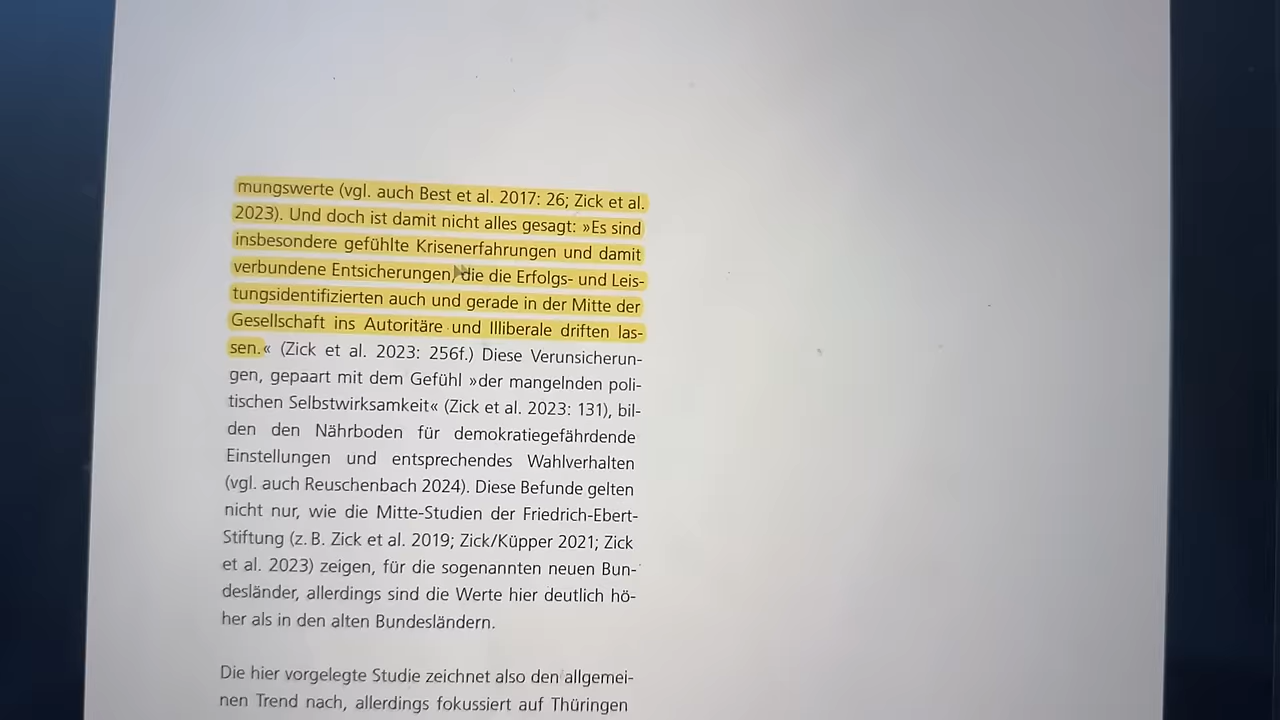 mungswerte (vgl. auch Best et al. 2017: 26; Zick et al.
2023). Und doch ist damit nicht alles gesagt: »Es sind
insbesondere gefühlte Krisenerfahrungen und damit
verbundene Entsicherungen, die die Erfolgs- und Leis-
tungsidentifizierten auch und gerade in der Mitte der
Gesellschaft ins Autoritäre und Illiberale driften las-
sen.« (Zick et al. 2023: 256f.) Diese Verunsicherun-
gen, gepaart mit dem Gefühl »der mangelnden poli-
tischen Selbstwirksamkeit« (Zick et al. 2023: 131), bil-
den den Nährboden für demokratiegefährdende
Einstellungen und entsprechendes Wahlverhalten
(vgl. auch Reuschenbach 2024). Diese Befunde gelten
nicht nur, wie die Mitte-Studien der Friedrich-Ebert-
Stiftung (z. B. Zick et al. 2019; Zick/Küpper 2021; Zick
et al. 2023) zeigen, für die sogenannten neuen Bun-
desländer, allerdings sind die Werte hier deutlich hö-
her als in den alten Bundesländern.
Die hier vorgelegte Studie zeichnet also den allgemei-
nen Trend nach, allerdings fokussiert auf Thüringen